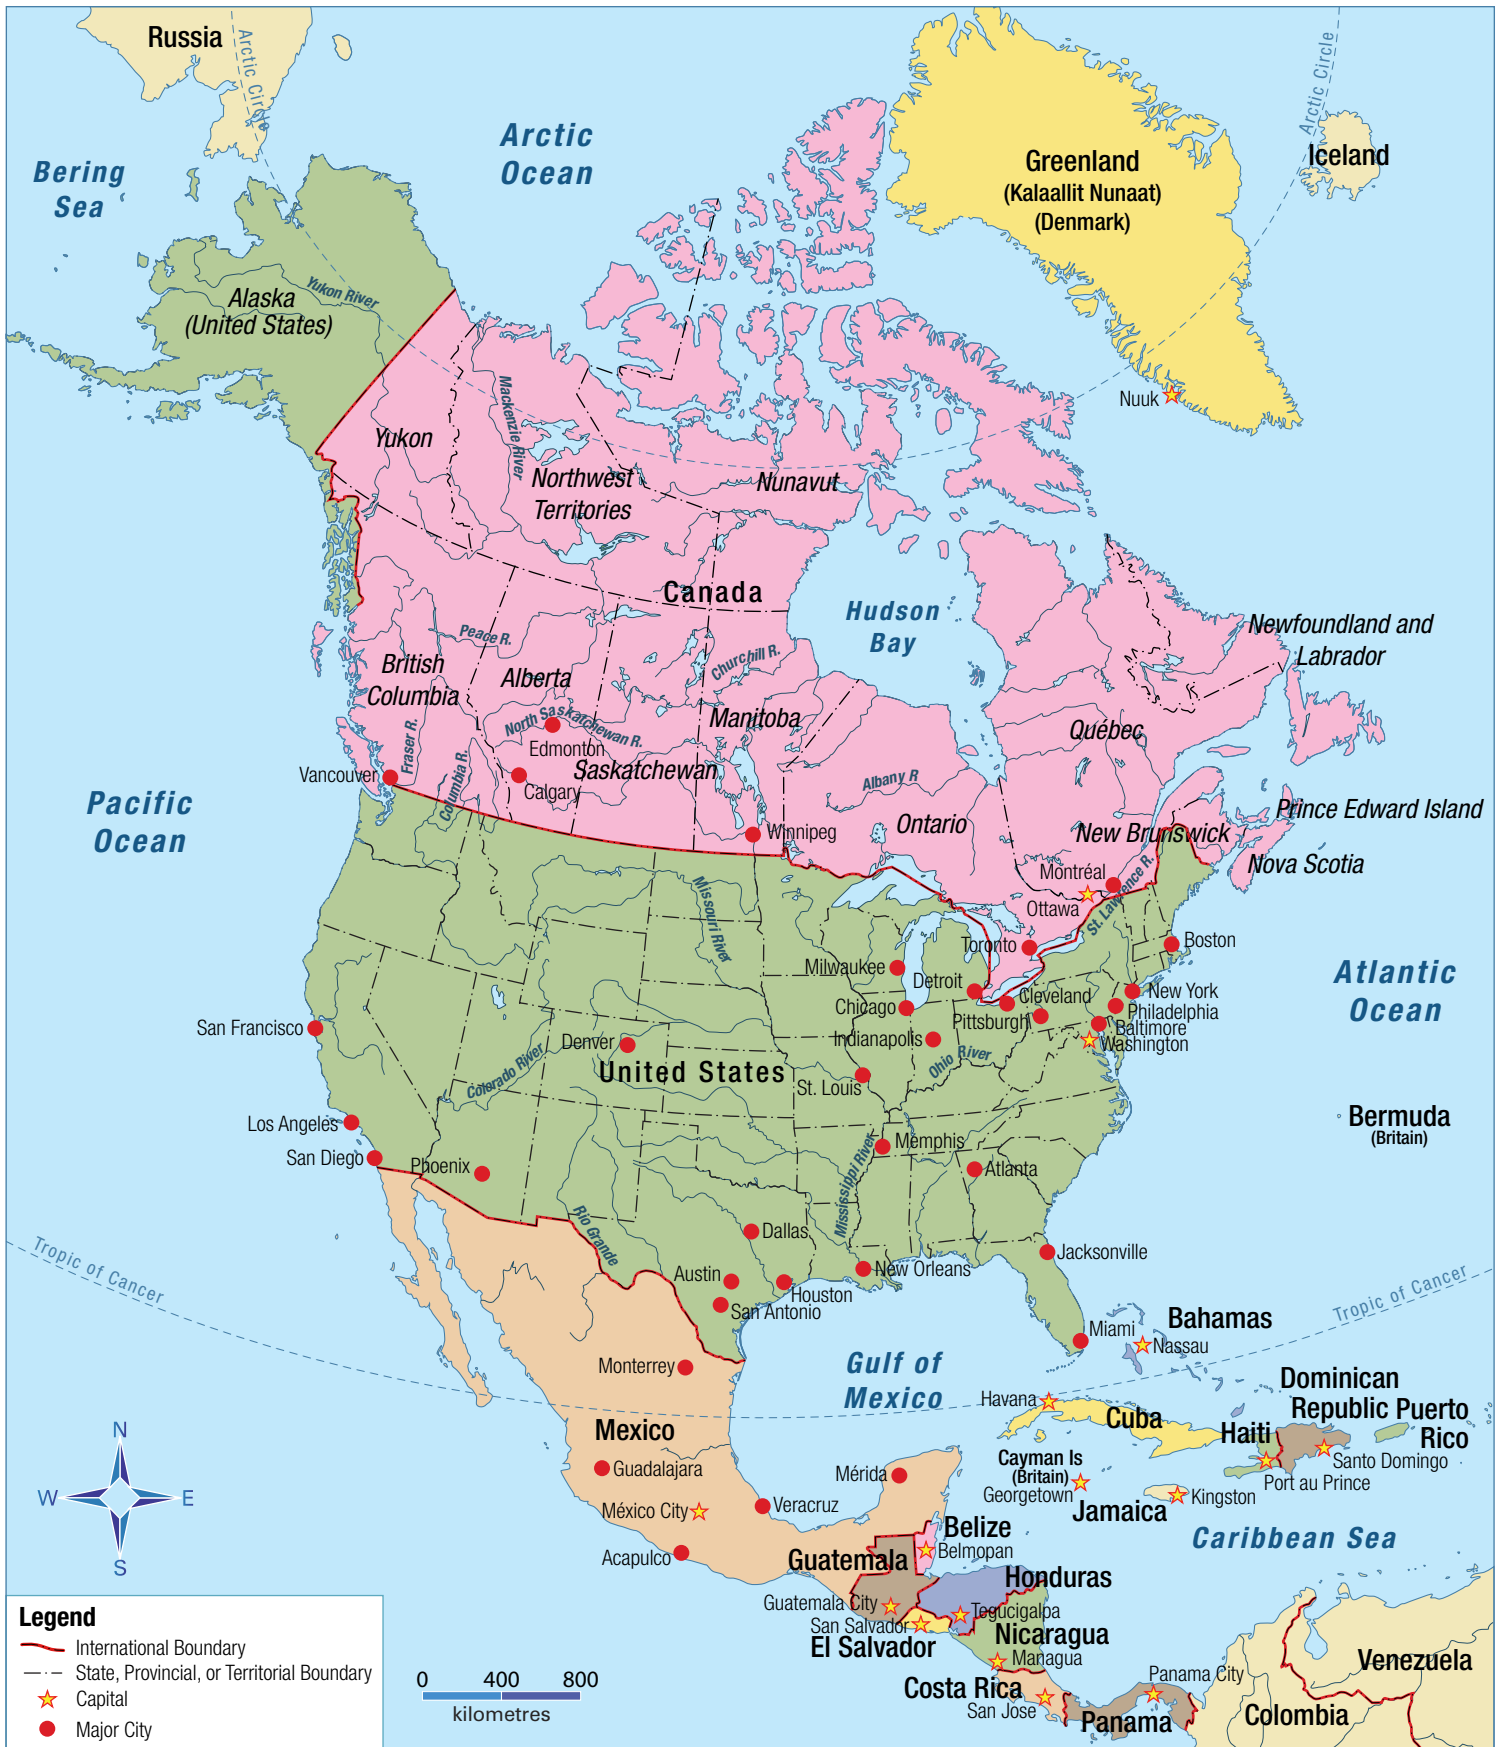 Russia
Arctic Circle
Arctic
Ocean
Arctic Circle
Iceland
Greenland
(Kalaallit Nunaat)
(Denmark)
Bering
Sea
Alaska
(United States)
Yukon River
Nuuk
Yukon
Mackenzie River
Northwest
Territories
Nunavut
Canada
Hudson
Bay
Newfoundland and
Labrador
Peace R.
British
Columbia
Alberta
Churchill R.
Manitoba
Québec
North Saskatchewan R.
Edmonton
Saskatchewan
Fraser R.
Columbia R.
Vancouver
Calgary
Albany R
Winnipeg
Ontario
New Brunswick
Prince Edward Island
Nova Scotia
Pacific
Ocean
Montréal
Ottawa
St. Lawrence R.
Missouri River
Toronto
Boston
Milwaukee
Detroit
Cleveland
New York
Chicago
Pittsburgh
Philadelphia
Baltimore
Washington
Atlantic
Ocean
San Francisco
Denver
Indianapolis
Ohio River
United States
Colorado River
St. Louis
Los Angeles
Memphis
Bermuda
(Britain)
San Diego
Phoenix
Mississippi River
Atlanta
Rio Grande
Dallas
Jacksonville
Tropic of Cancer
Austin
New Orleans
Houston
San Antonio
Tropic of Cancer
Miami
Bahamas
Nassau
Monterrey
Gulf of
Mexico
Havana
Cuba
Dominican
Republic
Puerto
Rico
Haiti
Mexico
Guadalajara
Mérida
Cayman Is
(Britain)
Georgetown
Santo Domingo
Port au Prince
México City
Veracruz
Jamaica
Kingston
Acapulco
Belize
Belmopan
Caribbean Sea
Guatemala
Honduras
Guatemala City
Tegucigalpa
San Salvador
El Salvador
Nicaragua
Managua
Costa Rica
San Jose
Panama City
Panama
Venezuela
Colombia
N
W
E
S
Legend
International Boundary
State, Provincial, or Territorial Boundary
Capital
Major City
0 400 800
kilometres